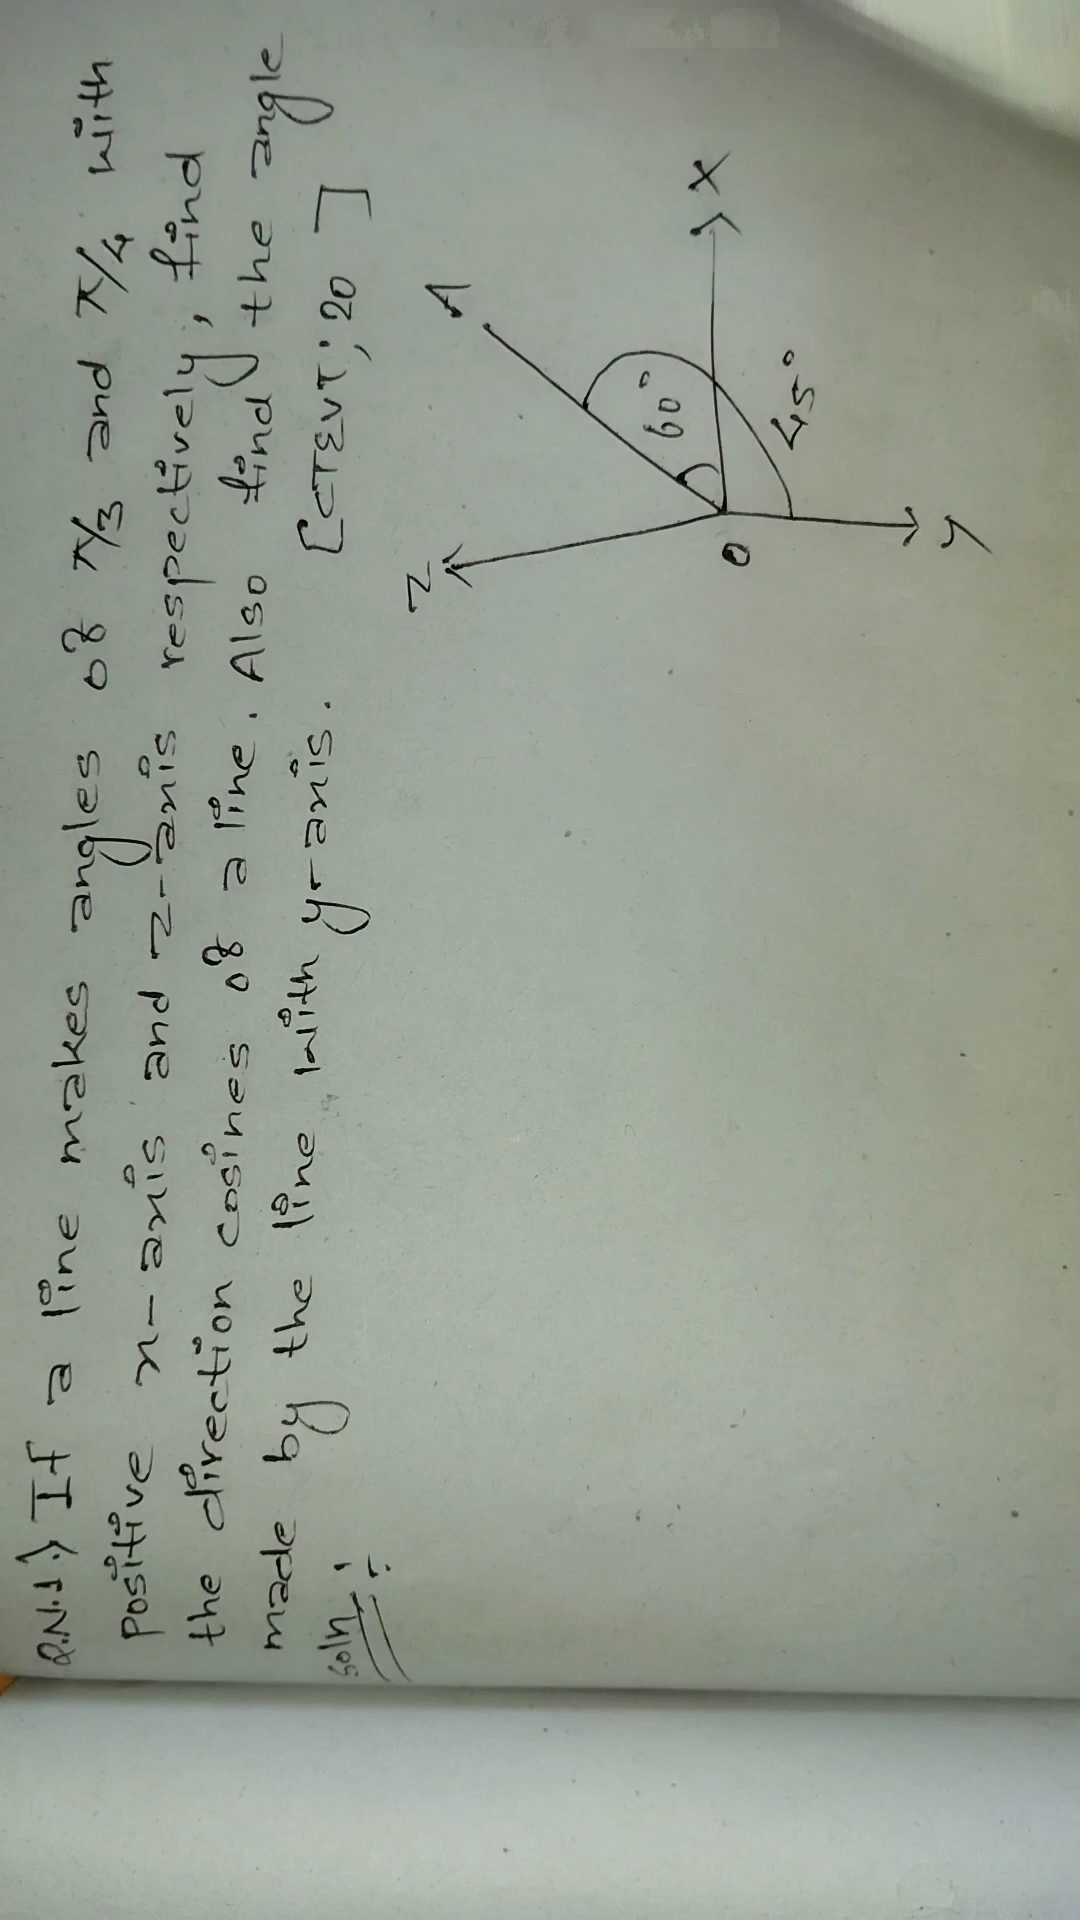 Q.N.1.) If a line makes angles of π/3 and π/4 with
positive x-axis and z-axis respectively, find
the direction cosines of a line. Also find the angle
made by the line with y-axis. [CTEVT; 20 ]
Soln:
Z
A
60°
X
O
45°
Y